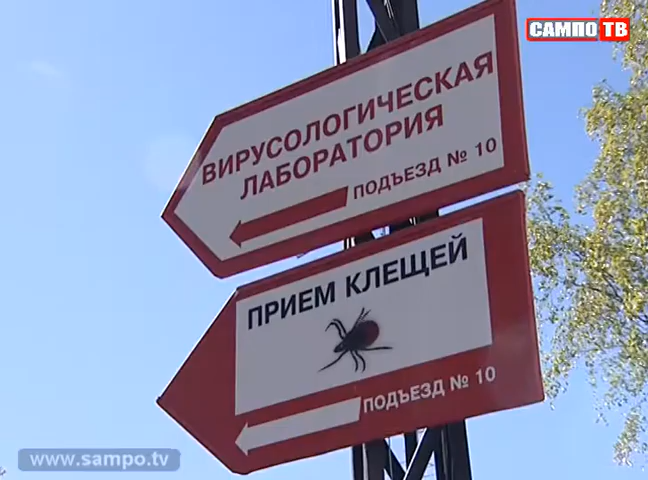 САМПО ТВ
ВИРУСОЛОГИЧЕСКАЯ
ЛАБОРАТОРИЯ
ПОДЪЕЗД № 10
ПРИЕМ КЛЕЩЕЙ
ПОДЪЕЗД № 10
www.sampo.tv